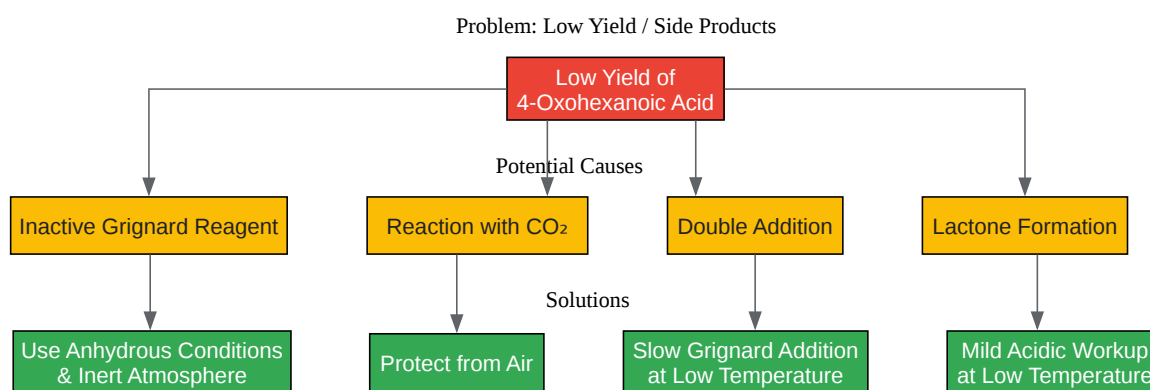 Problem: Low Yield / Side Products
Low Yield of
4-Oxohexanoic Acid
Potential Causes
Inactive Grignard Reagent
Reaction with CO₂
Double Addition
Lactone Formation
Solutions
Use Anhydrous Conditions
& Inert Atmosphere
Protect from Air
Slow Grignard Addition
at Low Temperature
Mild Acidic Workup
at Low Temperature